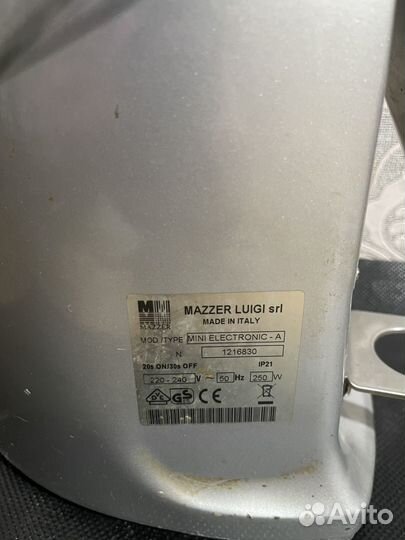 MAZZER
MAZZER LUIGI srl
MADE IN ITALY
MOD./TYPE MINI ELECTRONIC - A
N. 1216830
20s ON/30s OFF IP21
220 - 240 V ~ 50 Hz 250 W
GS CE
Avito